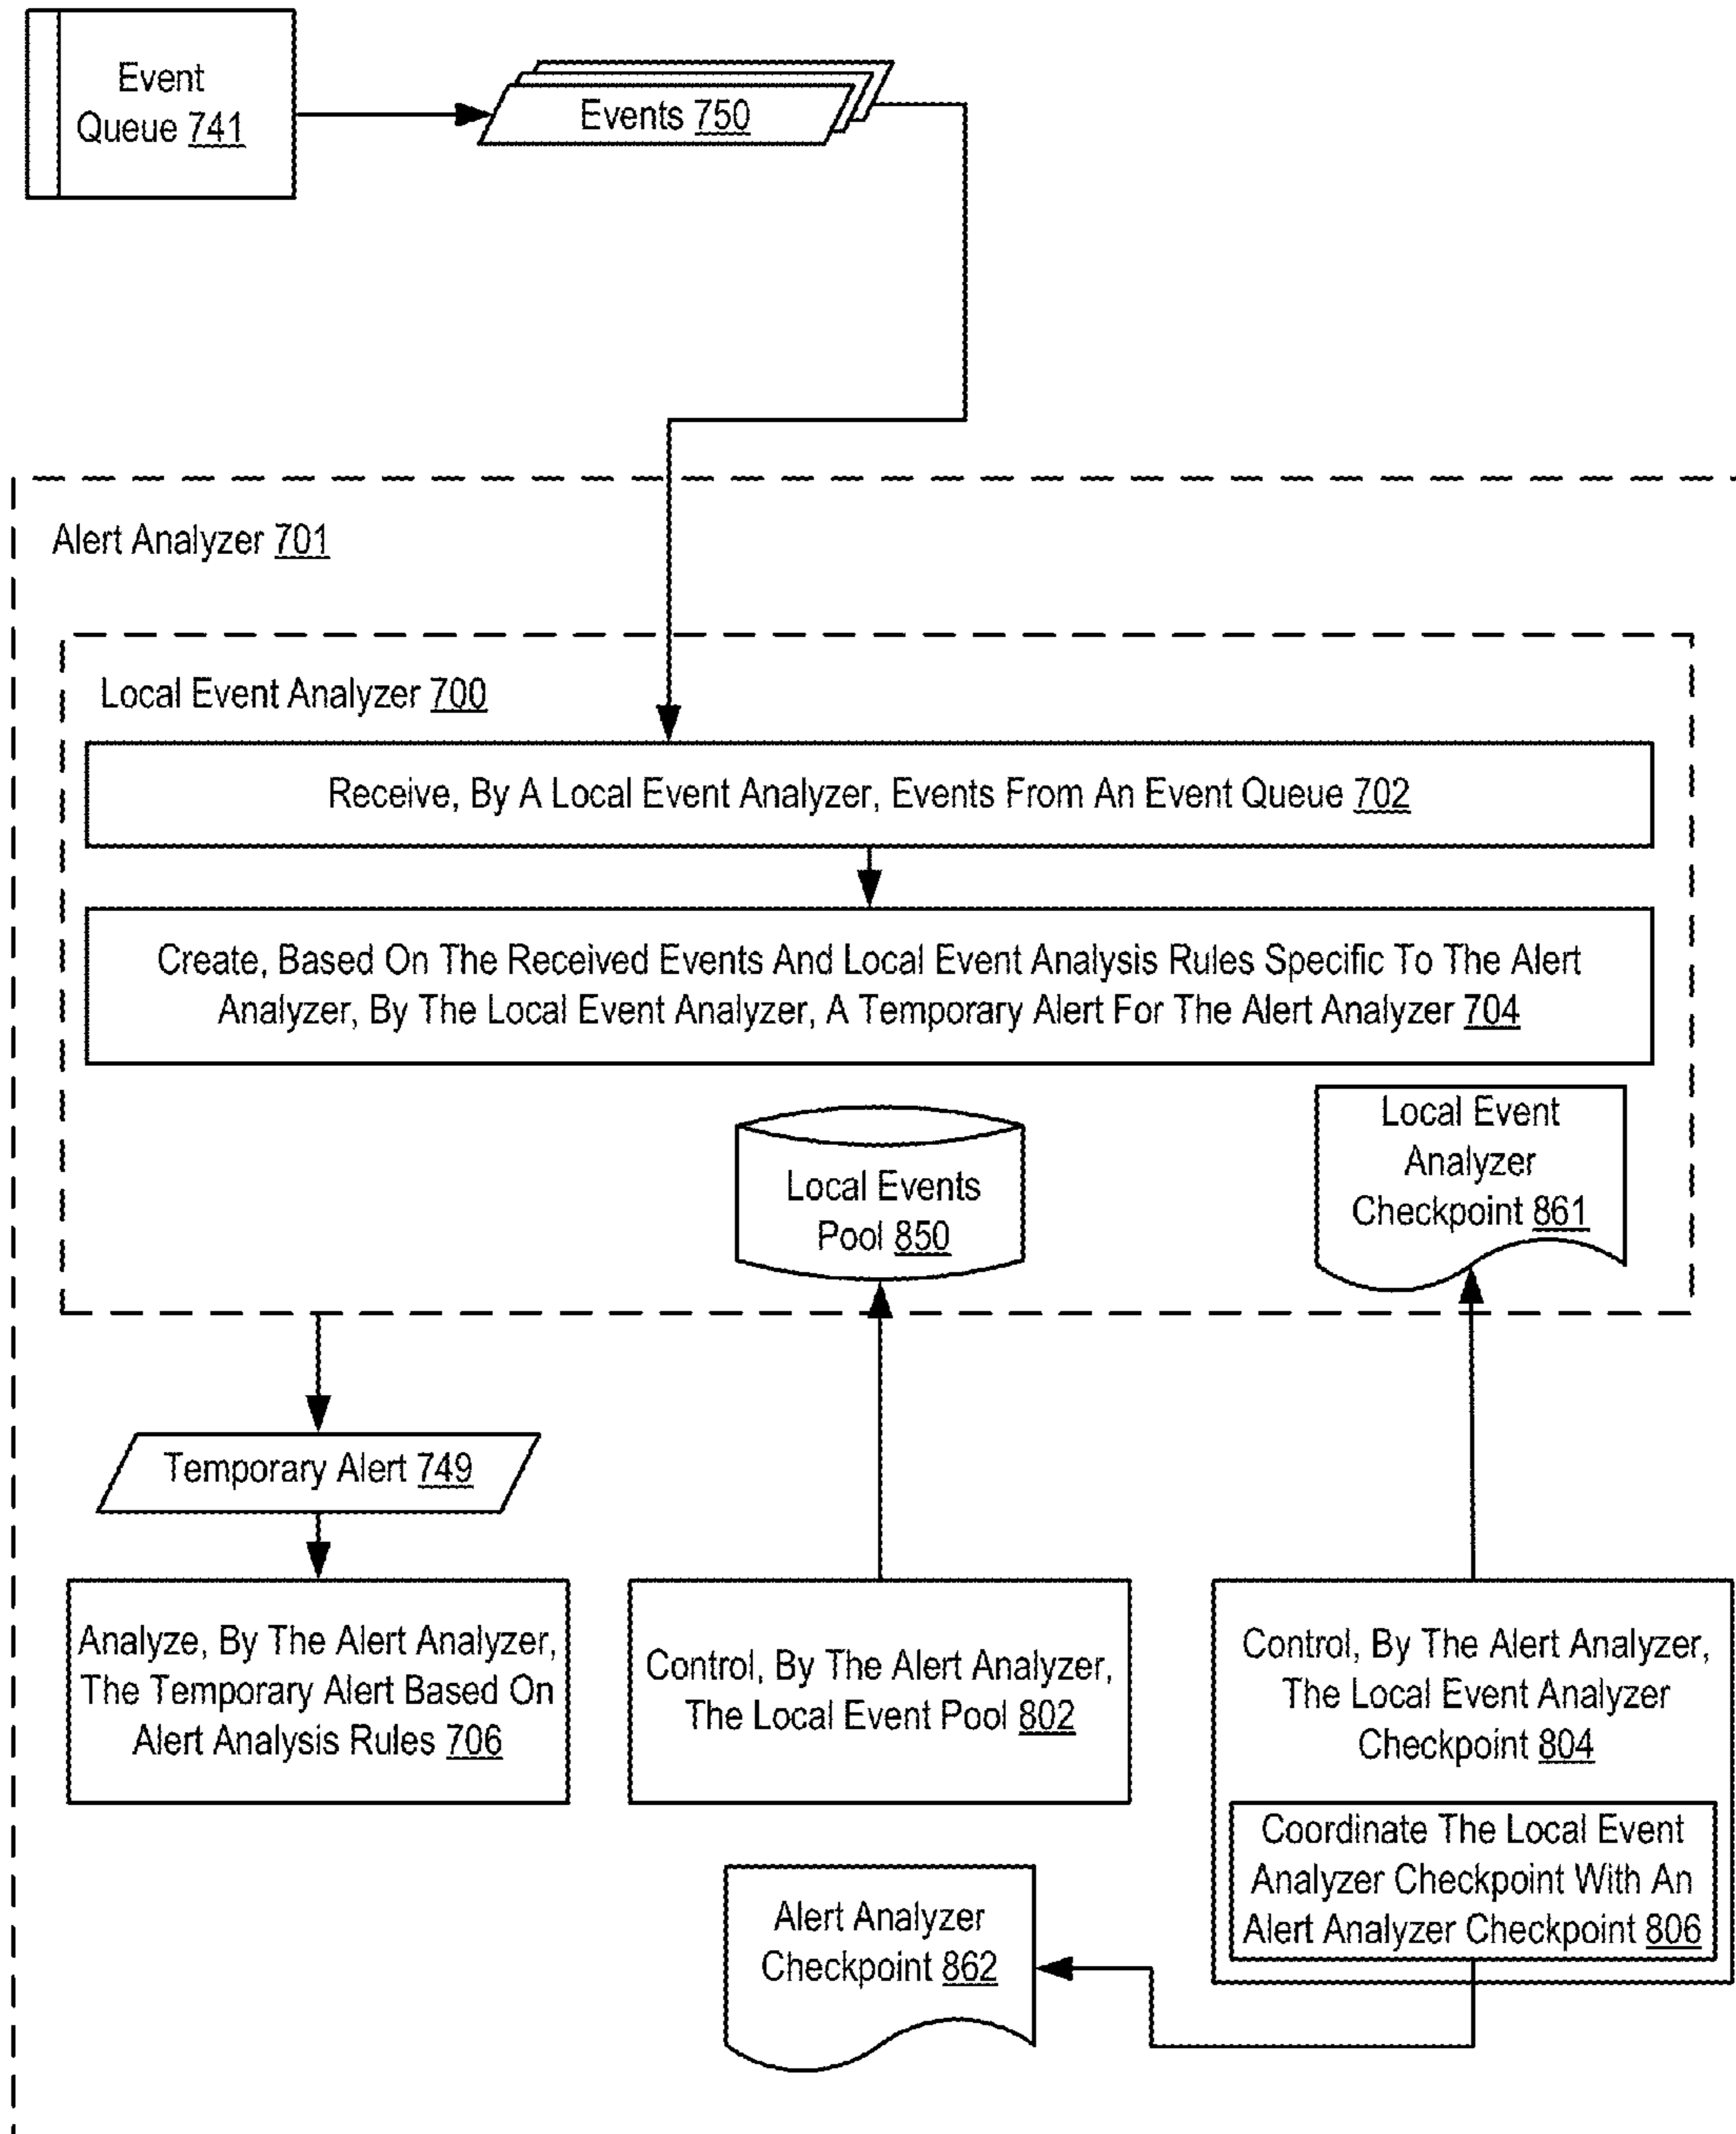 Event
Queue 741
Events 750
Alert Analyzer 701
Local Event Analyzer 700
Receive, By A Local Event Analyzer, Events From An Event Queue 702
Create, Based On The Received Events And Local Event Analysis Rules Specific To The Alert
Analyzer, By The Local Event Analyzer, A Temporary Alert For The Alert Analyzer 704
Local Events
Pool 850
Local Event
Analyzer
Checkpoint 861
Temporary Alert 749
Analyze, By The Alert Analyzer,
The Temporary Alert Based On
Alert Analysis Rules 706
Control, By The Alert Analyzer,
The Local Event Pool 802
Control, By The Alert Analyzer,
The Local Event Analyzer
Checkpoint 804
Coordinate The Local Event
Analyzer Checkpoint With An
Alert Analyzer Checkpoint 806
Alert Analyzer
Checkpoint 862